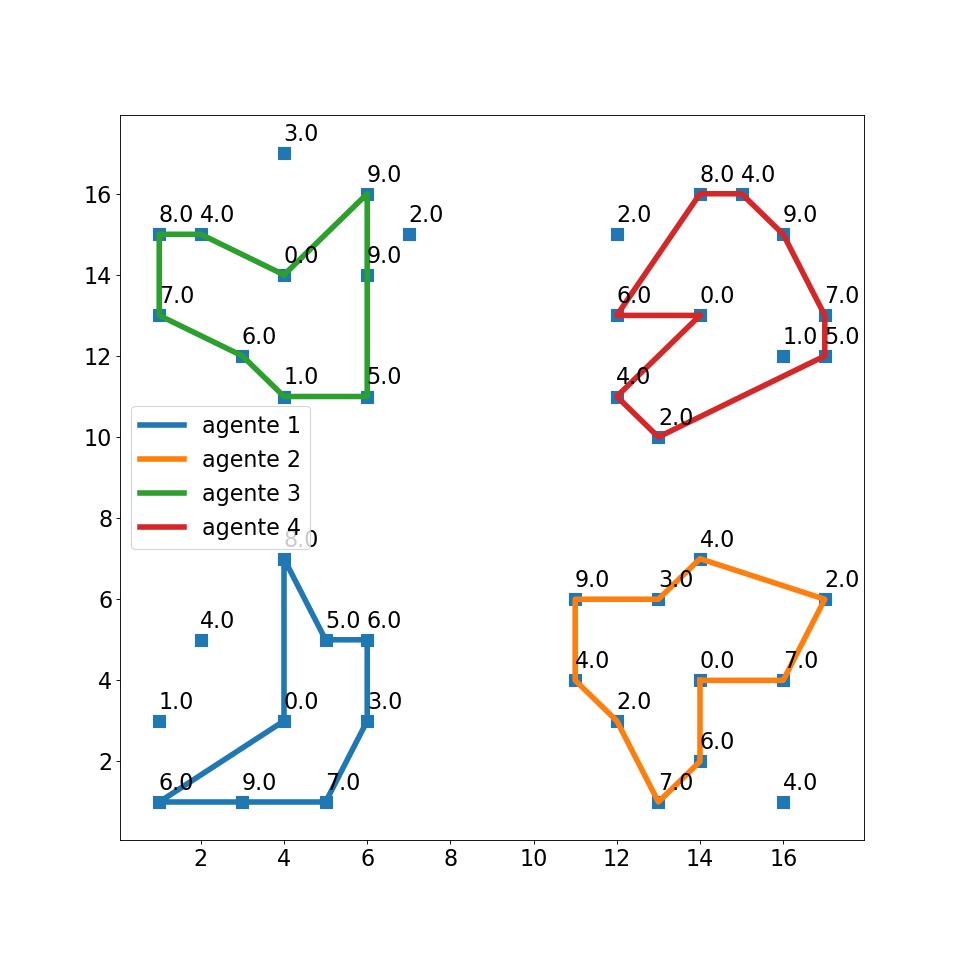 3.0
9.0
8.0 4.0
8.0 4.0 2.0 2.0 9.0
0.0 9.0
7.0 6.0 0.0 7.0
6.0 1.0 5.0
1.0 5.0 4.0
2.0
agente 1
agente 2
agente 3
agente 4
8.0 4.0
9.0 3.0 2.0
4.0 5.0 6.0
4.0 0.0 7.0
1.0 0.0 3.0 2.0
6.0
6.0 9.0 7.0 7.0 4.0
16
14
12
10
8
6
4
2
2 4 6 8 10 12 14 16